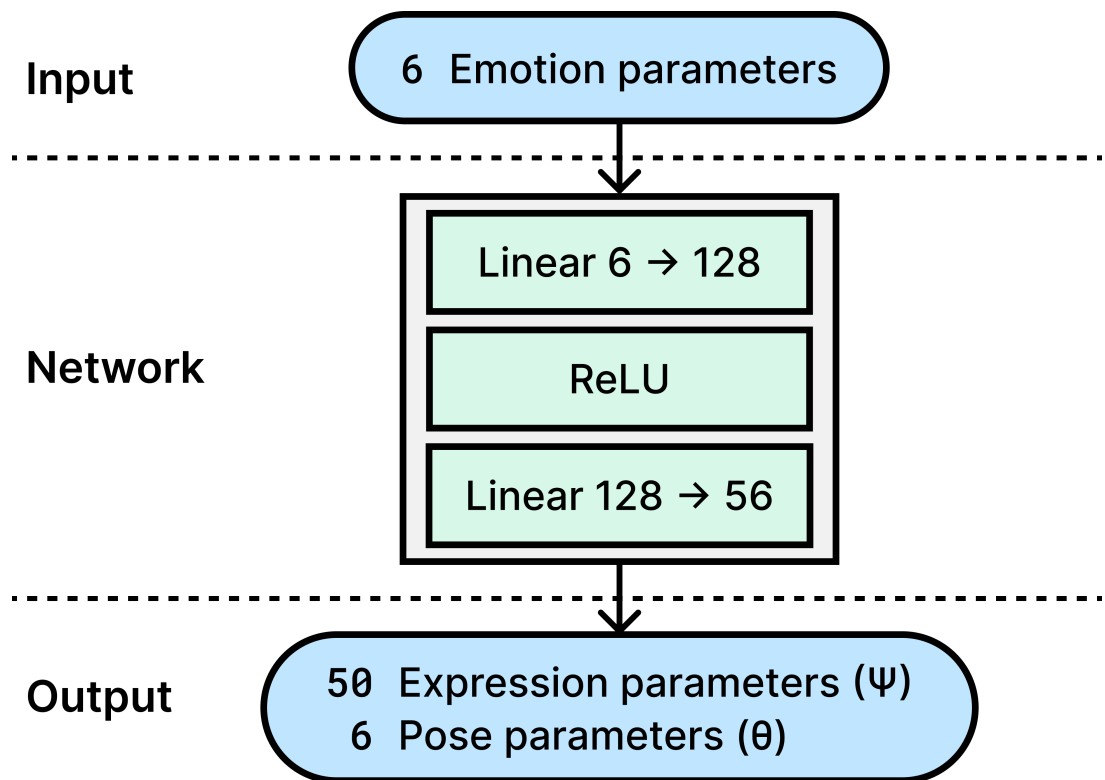 Input
6 Emotion parameters
Network
Linear 6 → 128
ReLU
Linear 128 → 56
Output
50 Expression parameters (Ψ)
6 Pose parameters (θ)